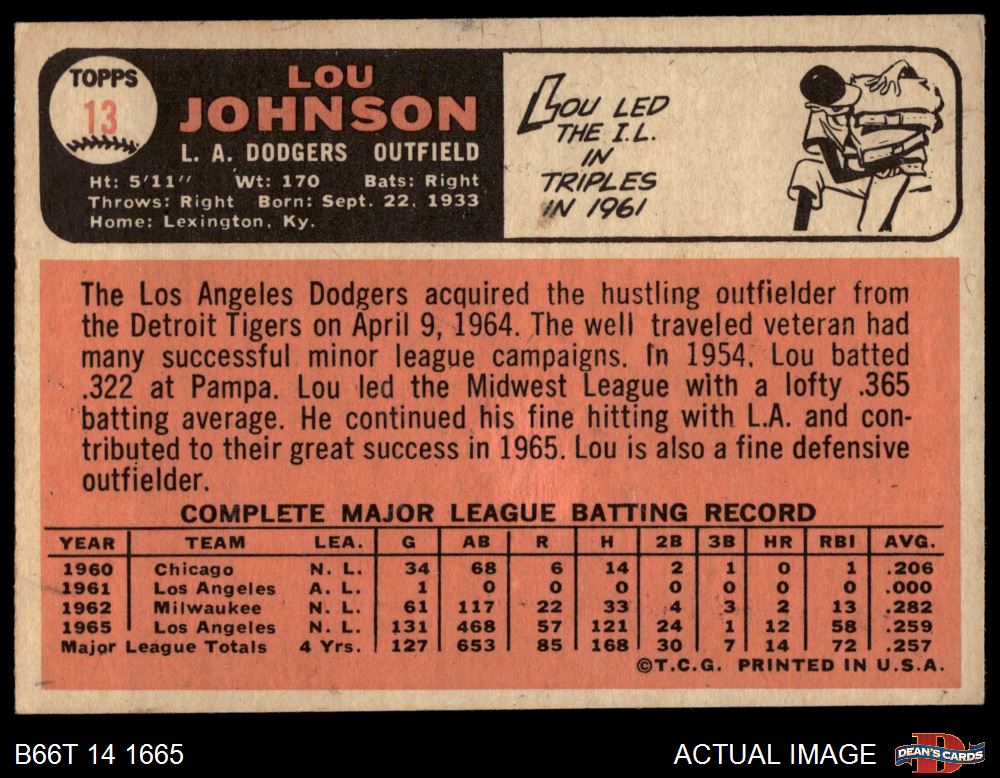 TOPPS
13
LOU
JOHNSON
L. A. DODGERS OUTFIELD
Ht: 5'11'' Wt: 170 Bats: Right
Throws: Right Born: Sept. 22, 1933
Home: Lexington, Ky.
LOU LED
THE I.L.
IN
TRIPLES
IN 1961
The Los Angeles Dodgers acquired the hustling outfielder from
the Detroit Tigers on April 9, 1964. The well traveled veteran had
many successful minor league campaigns. In 1954, Lou batted
.322 at Pampa. Lou led the Midwest League with a lofty .365
batting average. He continued his fine hitting with L.A. and con-
tributed to their great success in 1965. Lou is also a fine defensive
outfielder.
COMPLETE MAJOR LEAGUE BATTING RECORD
YEAR TEAM LEA. G AB R H 2B 3B HR RBI AVG.
1960 Chicago N. L. 34 68 6 14 2 1 0 1 .206
1961 Los Angeles A. L. 1 0 0 0 0 0 0 0 .000
1962 Milwaukee N. L. 61 117 22 33 4 3 2 13 .282
1965 Los Angeles N. L. 131 468 57 121 24 1 12 58 .259
Major League Totals 4 Yrs. 127 653 85 168 30 7 14 72 .257
©T.C.G. PRINTED IN U.S.A.
B66T 14 1665
ACTUAL IMAGE
DEAN'S CARDS